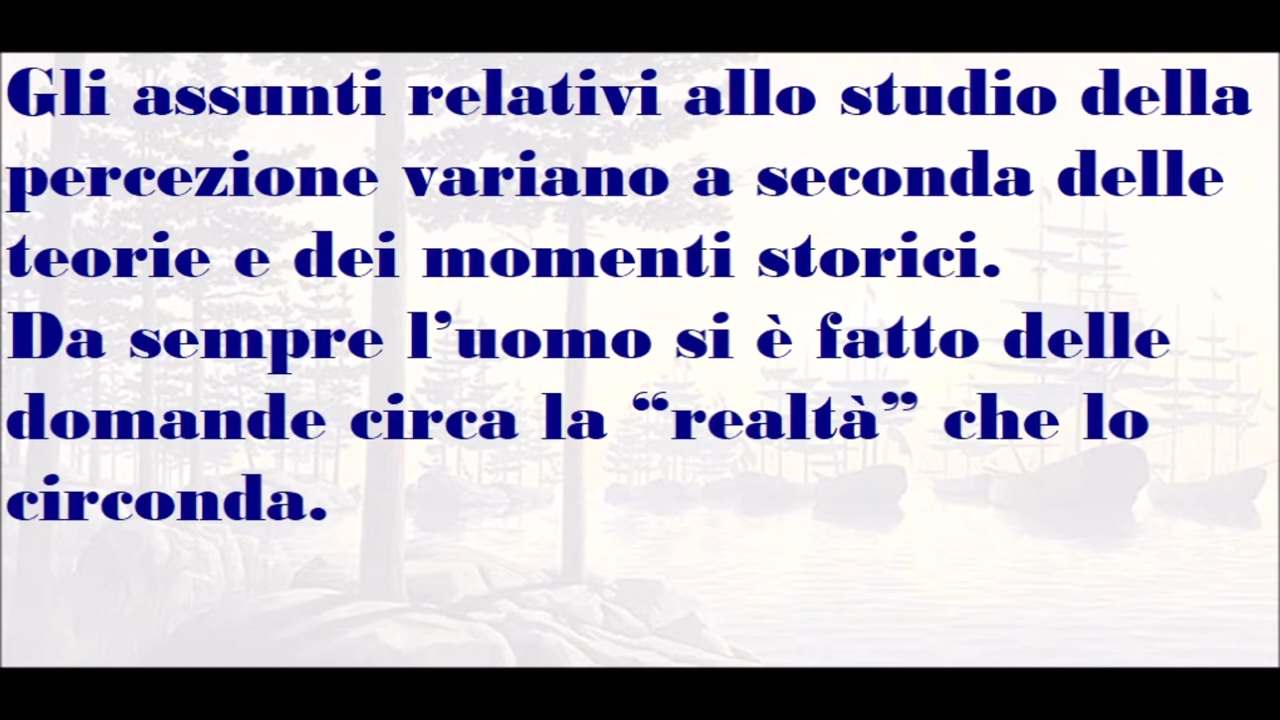 Gli assunti relativi allo studio della
percezione variano a seconda delle
teorie e dei momenti storici.
Da sempre l’uomo si è fatto delle
domande circa la “realtà” che lo
circonda.